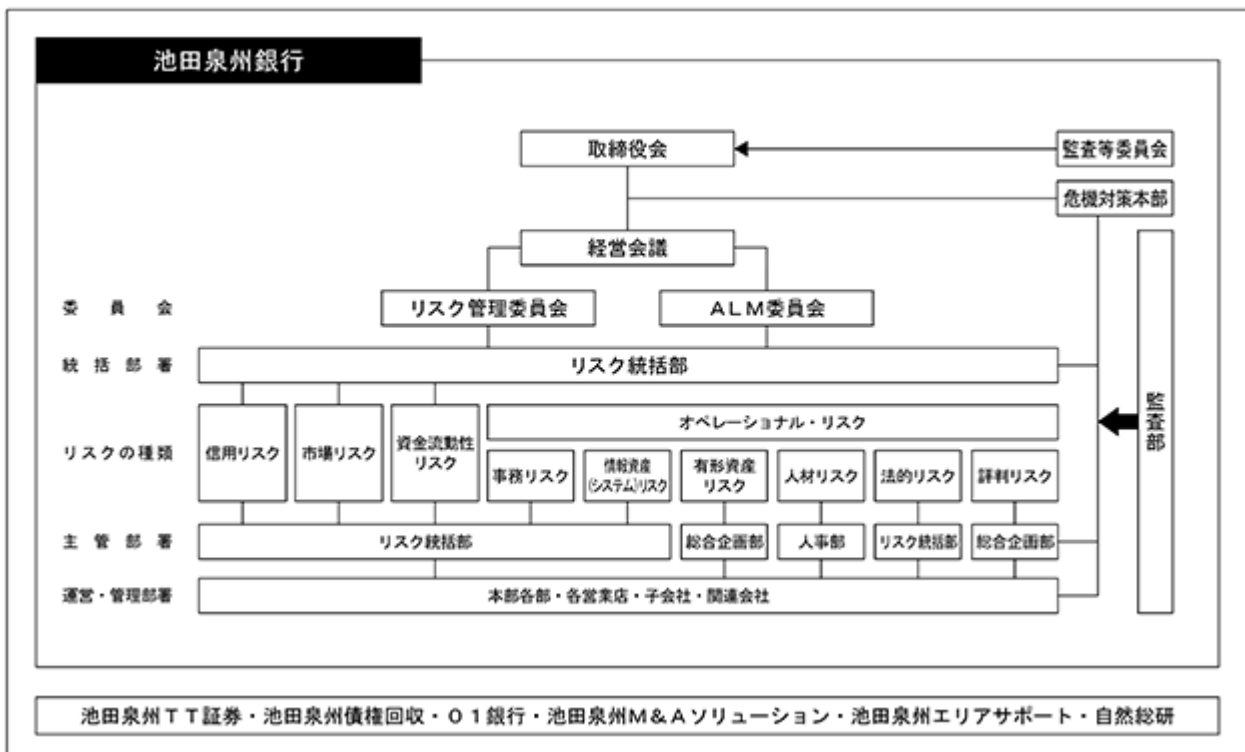 池田泉州銀行
取締役会
監査等委員会
危機対策本部
経営会議
委員会
リスク管理委員会
ALM委員会
統括部署
リスク統括部
監査部
リスクの種類
信用リスク
市場リスク
資金流動性
リスク
オペレーショナル・リスク
事務リスク
情報資産
(システム)リスク
有形資産
リスク
人材リスク
法的リスク
評判リスク
主管部署
リスク統括部
総合企画部
人事部
リスク統括部
総合企画部
運営・管理部署
本部各部・各営業店・子会社・関連会社
池田泉州TT証券・池田泉州債権回収・01銀行・池田泉州M&Aソリューション・池田泉州エリアサポート・自然総研